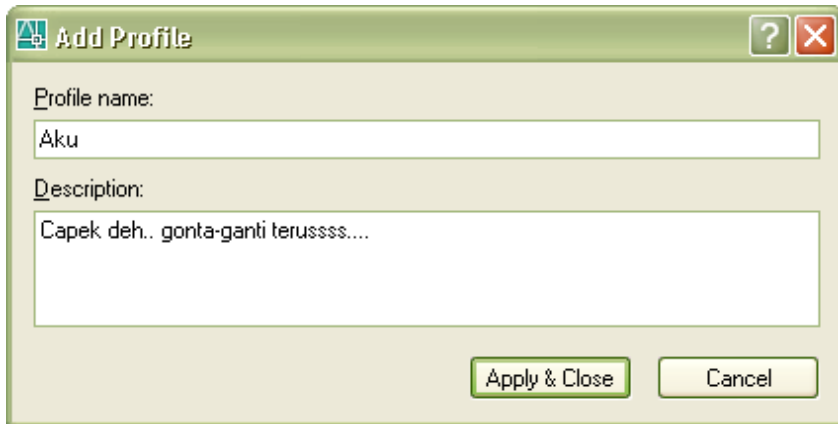 Add Profile
Profile name:
Aku
Description:
Capek deh.. gonta-ganti terussss....
Apply & Close
Cancel